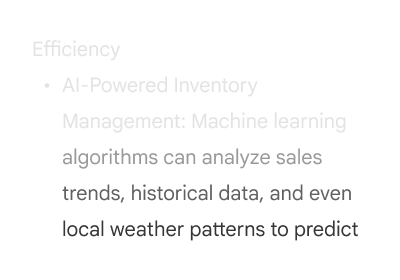 Efficiency
• AI-Powered Inventory
Management: Machine learning
algorithms can analyze sales
trends, historical data, and even
local weather patterns to predict